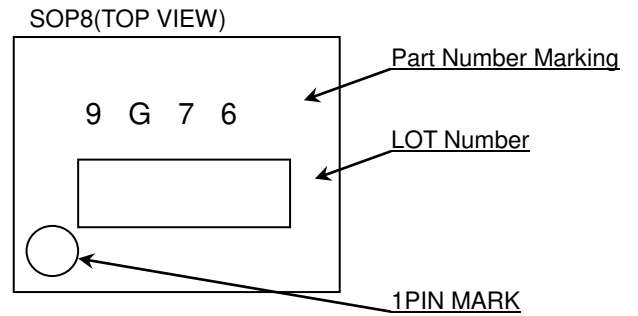 SOP8(TOP VIEW)
Part Number Marking
9 G 7 6
LOT Number
1PIN MARK